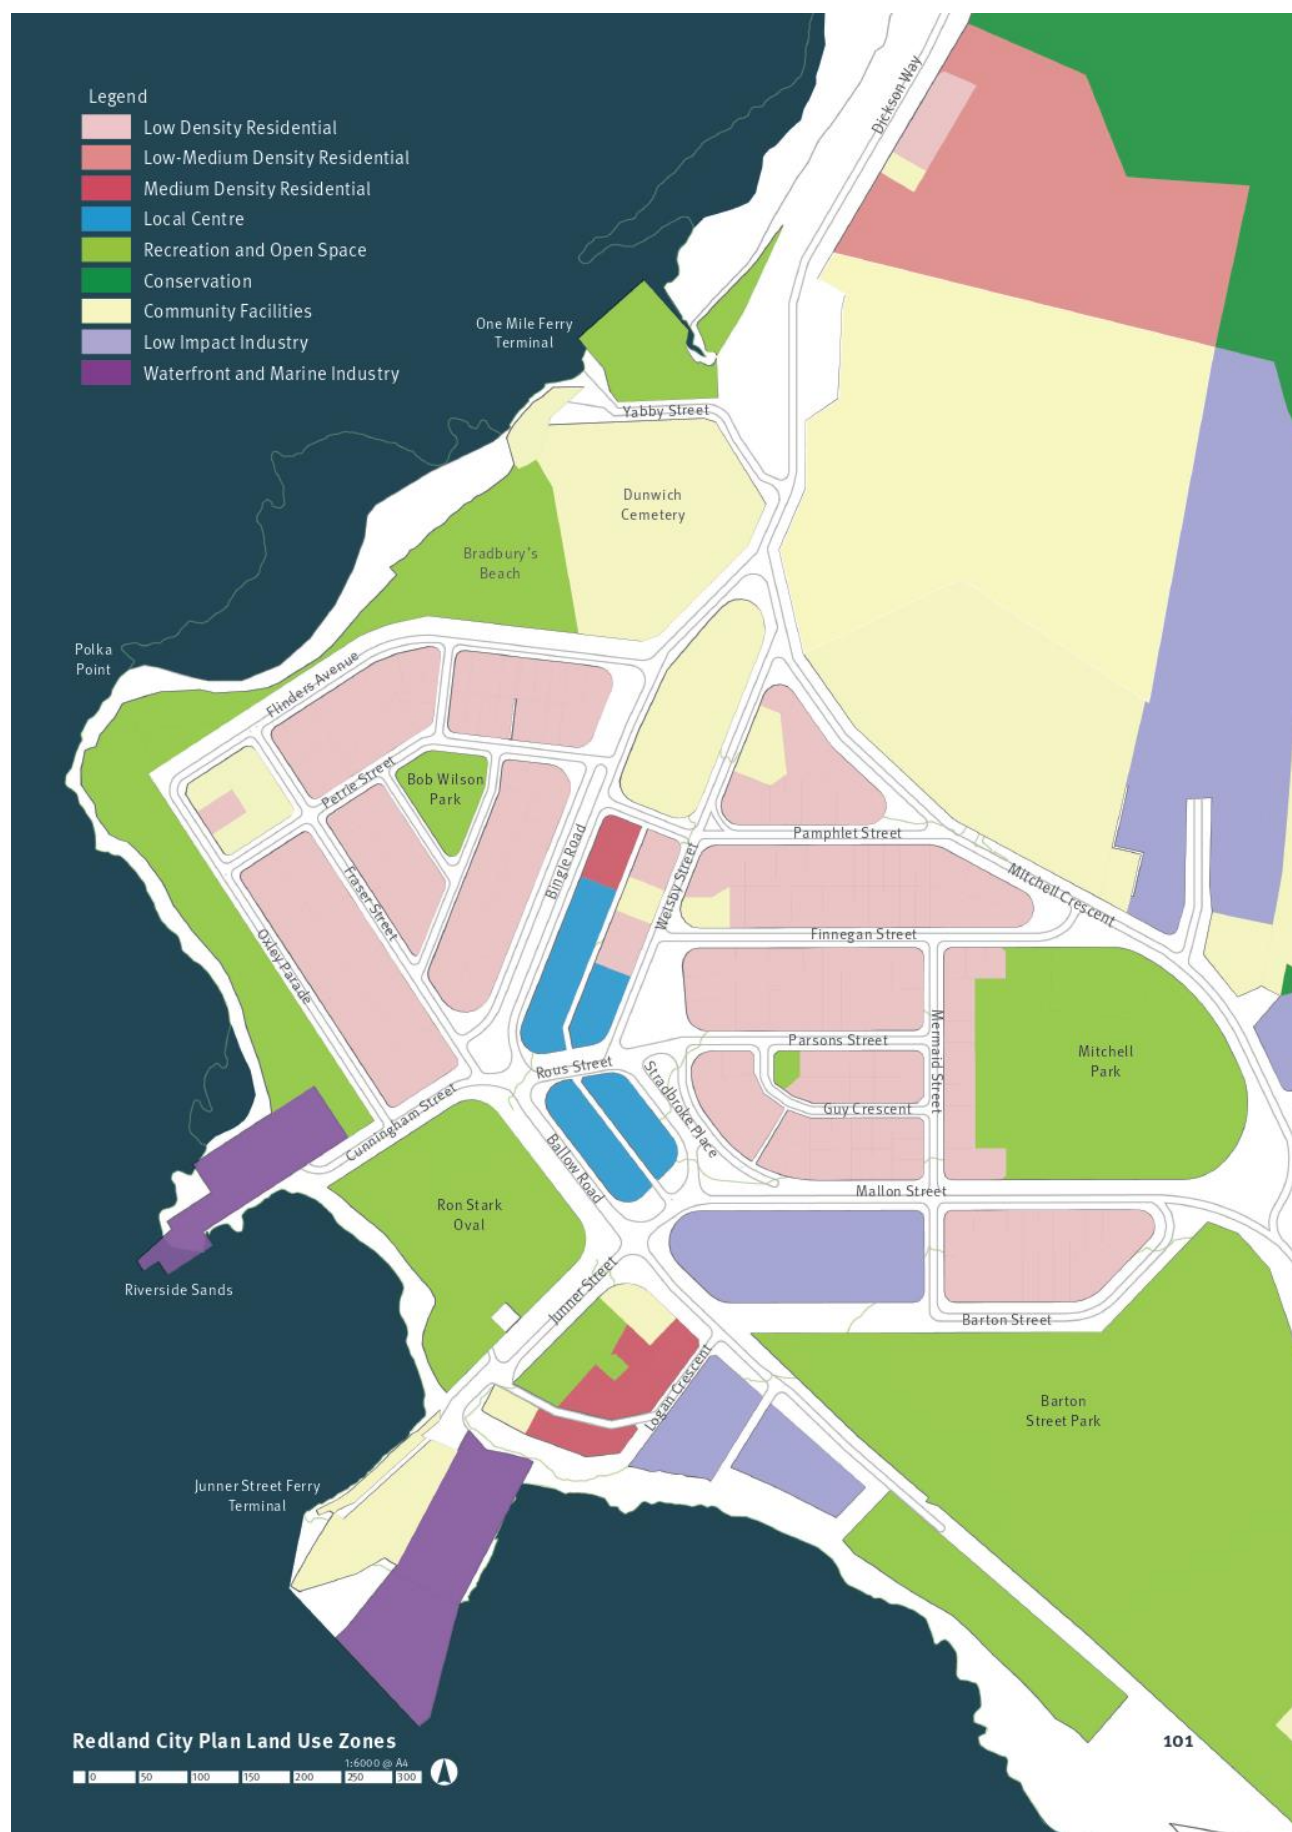 Legend
Low Density Residential
Low-Medium Density Residential
Medium Density Residential
Local Centre
Recreation and Open Space
Conservation
Community Facilities
Low Impact Industry
Waterfront and Marine Industry
Dickson Way
One Mile Ferry
Terminal
Yabby Street
Dunwich
Cemetery
Bradbury's
Beach
Polka
Point
Flinders Avenue
Petrie Street
Bob Wilson
Park
Bingle Road
Fraser Street
Oxley Parade
Welsby Street
Pamphlet Street
Mitchell Crescent
Finnegan Street
Parsons Street
Mermaid Street
Mitchell
Park
Rous Street
Stradbroke Place
Guy Crescent
Cunningham Street
Ballow Road
Mallon Street
Ron Stark
Oval
Riverside Sands
Junner Street
Barton Street
Logan Crescent
Barton
Street Park
Junner Street Ferry
Terminal
Redland City Plan Land Use Zones
1:6000 @ A4
0 50 100 150 200 250 300
101